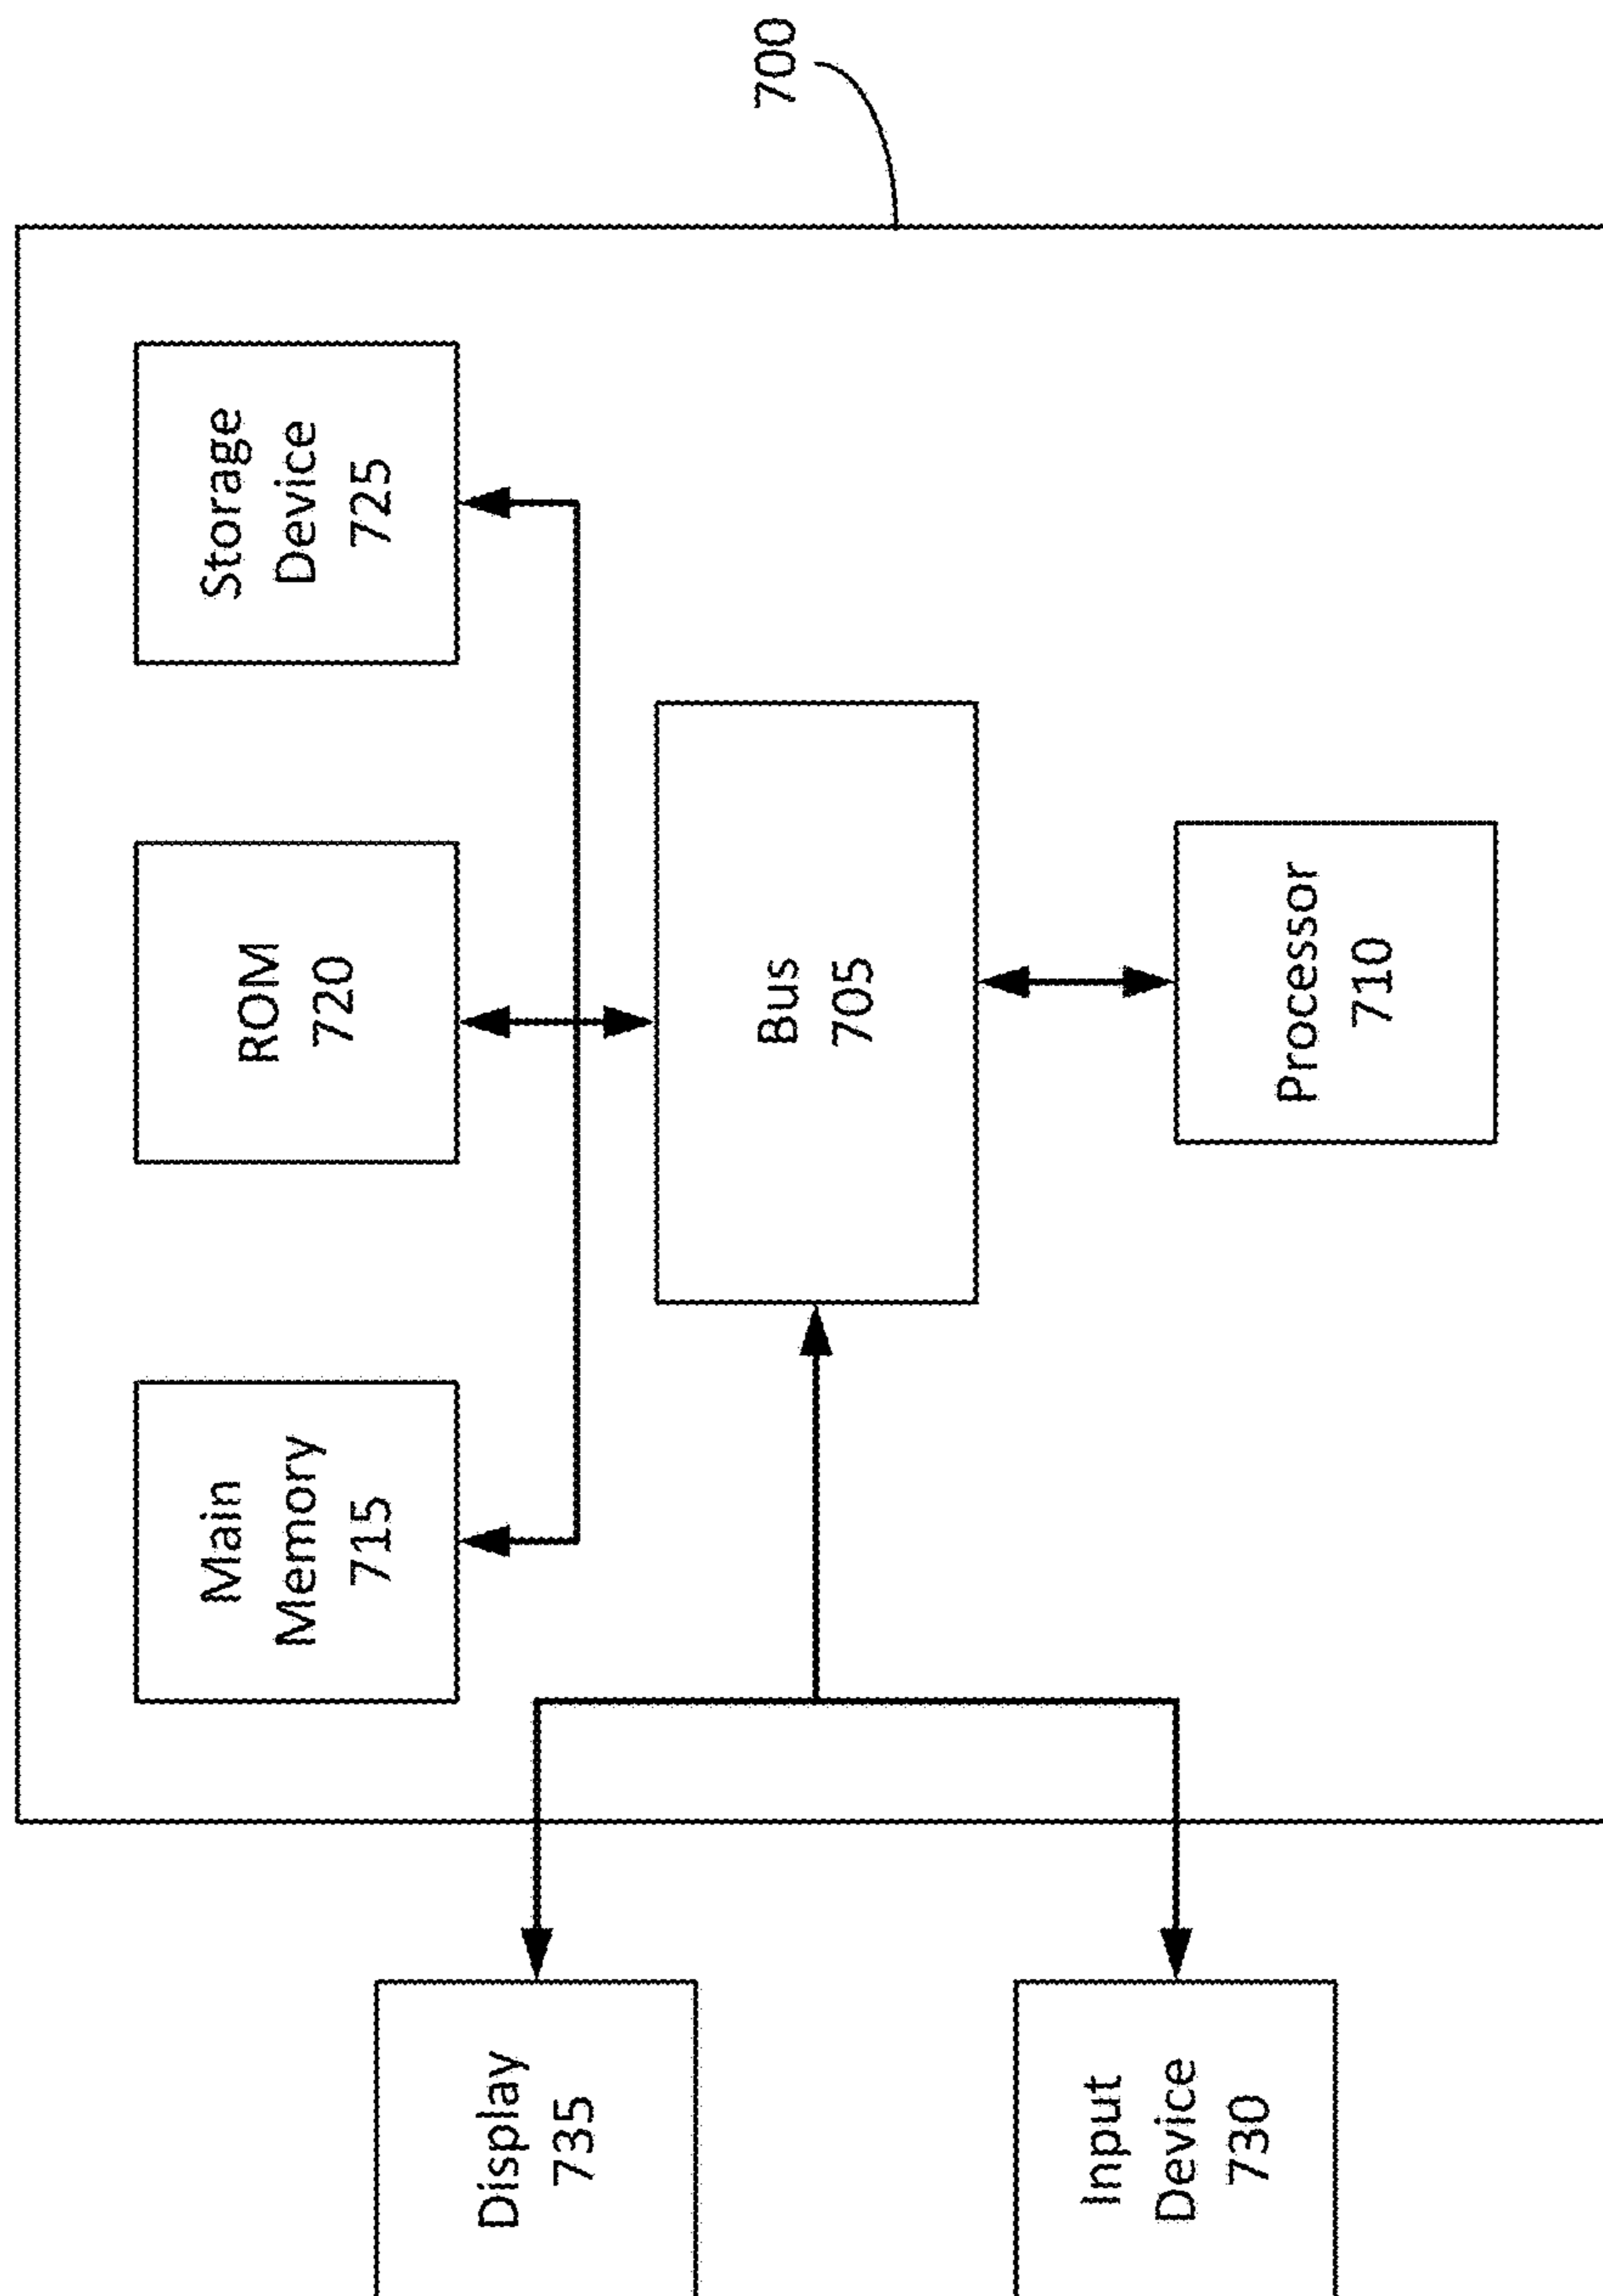 700
Main
Memory
715
ROM
720
Storage
Device
725
Display
735
Bus
705
Input
Device
730
Processor
710